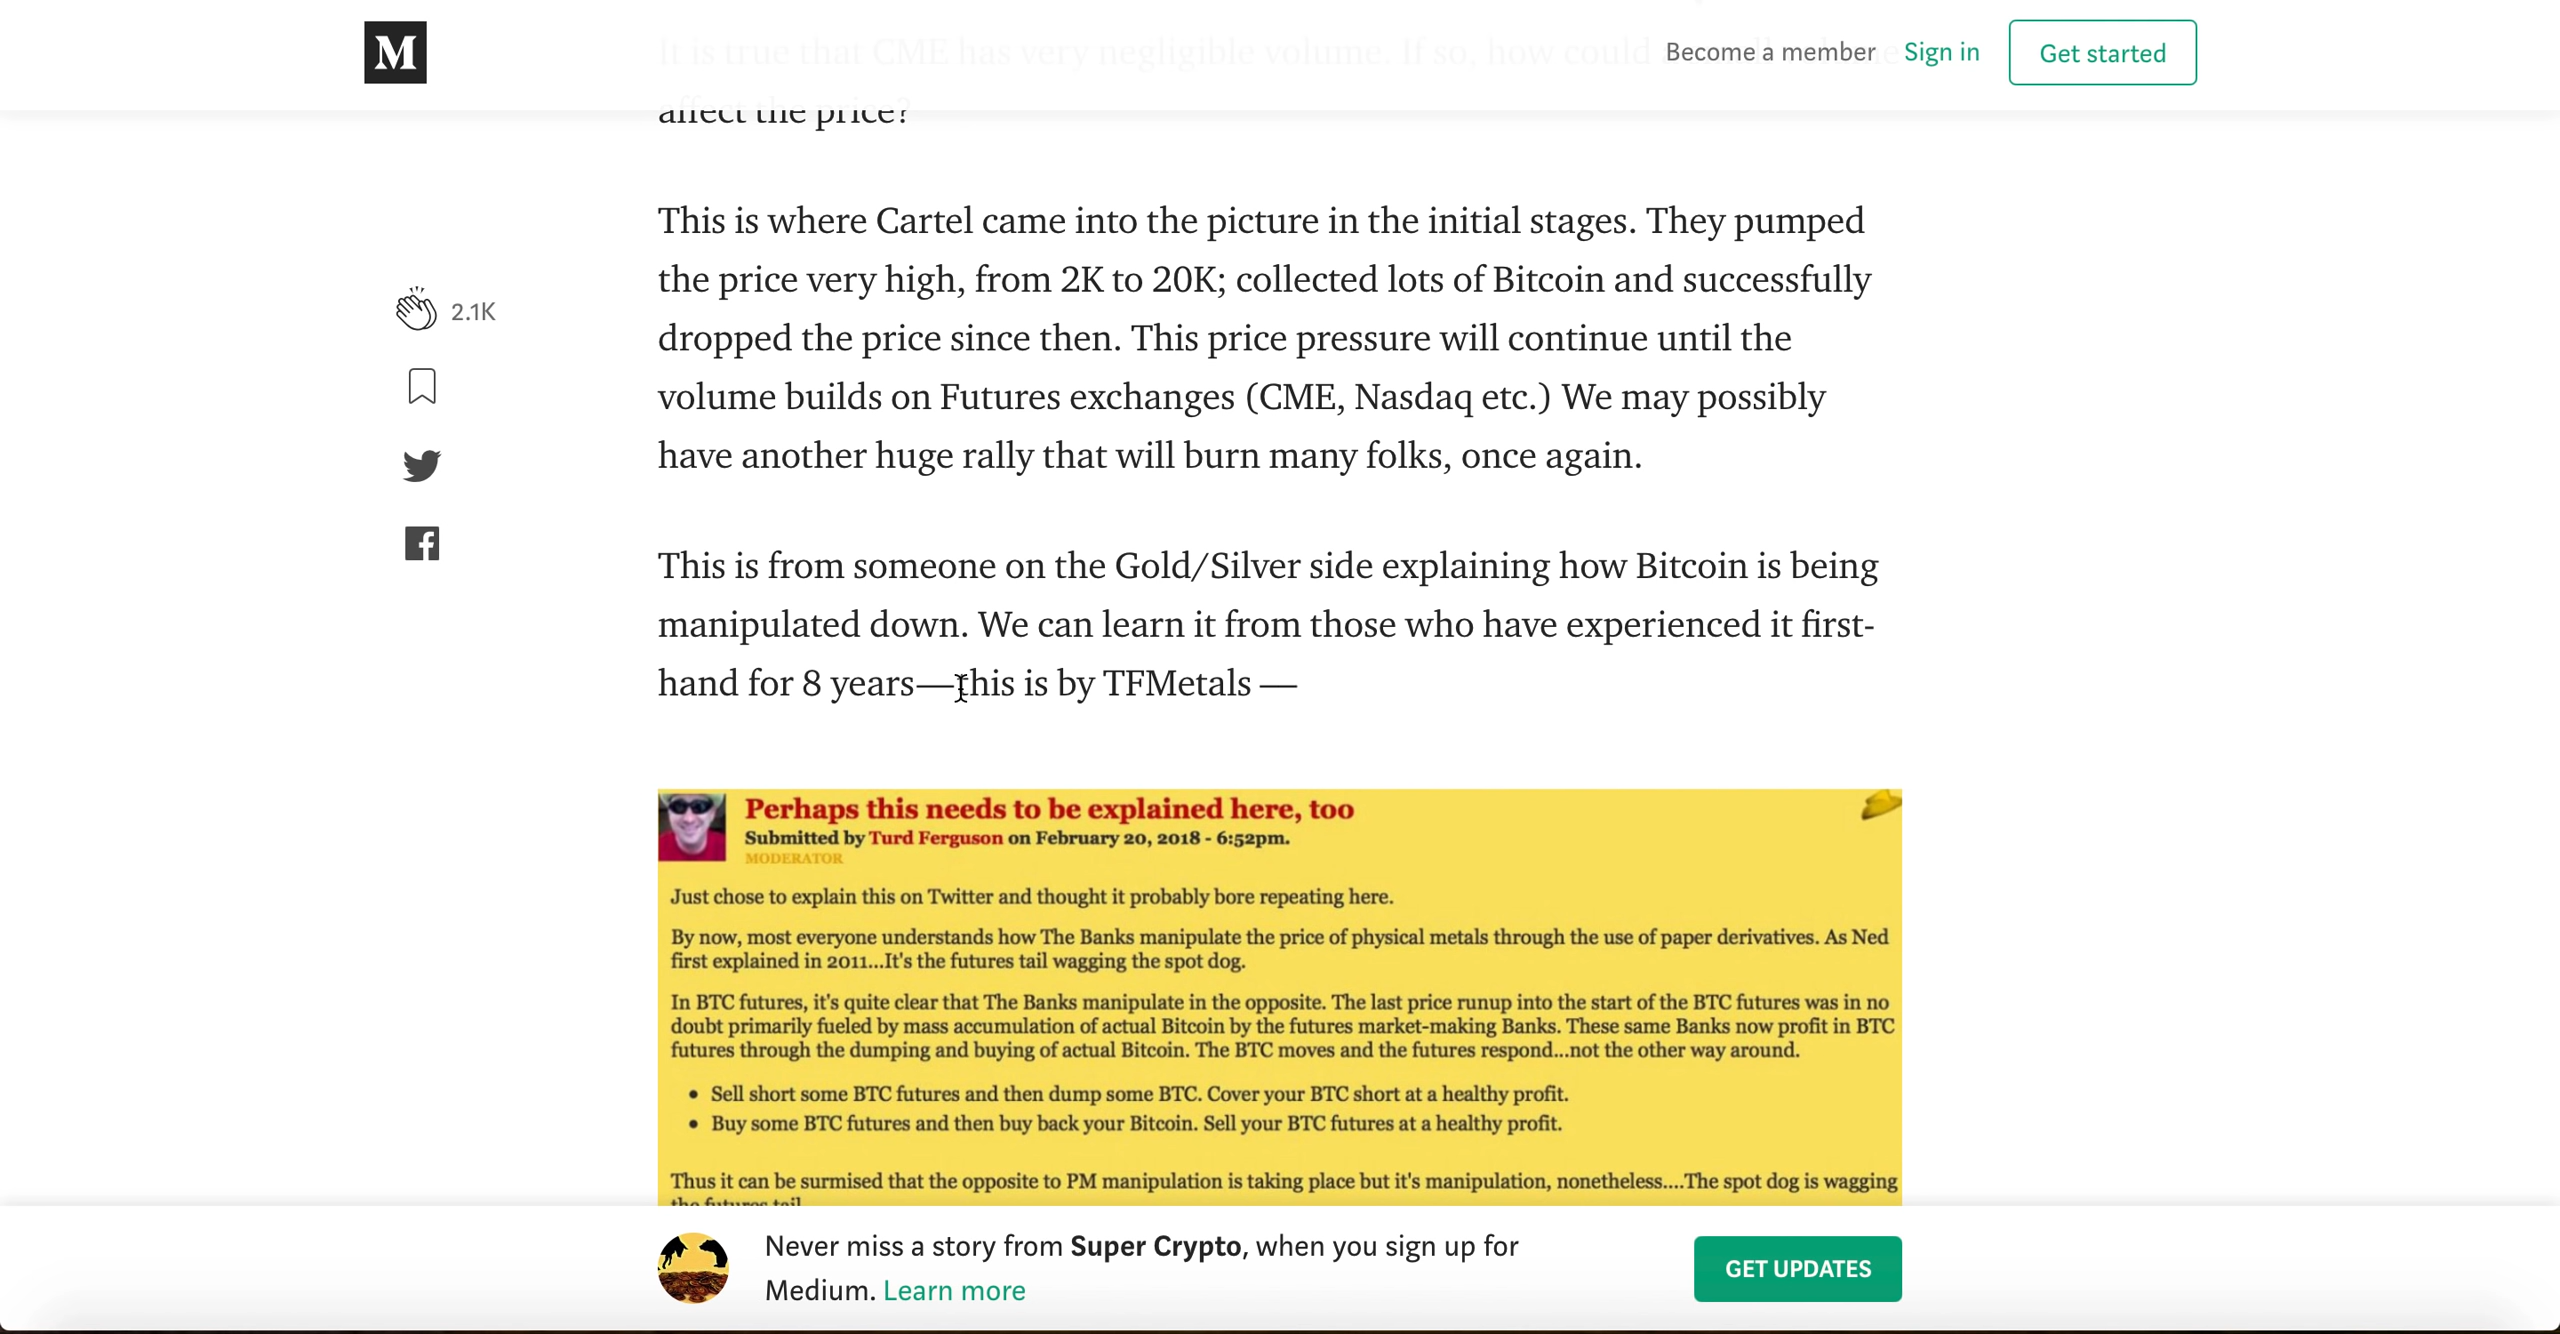 M
It is true that CME has very negligible volume. If so, how could
Become a member Sign in Get started
affect the price?
This is where Cartel came into the picture in the initial stages. They pumped
the price very high, from 2K to 20K; collected lots of Bitcoin and successfully
dropped the price since then. This price pressure will continue until the
volume builds on Futures exchanges (CME, Nasdaq etc.) We may possibly
have another huge rally that will burn many folks, once again.
2.1K
This is from someone on the Gold/Silver side explaining how Bitcoin is being
manipulated down. We can learn it from those who have experienced it first-
hand for 8 years—this is by TFMetals —
Perhaps this needs to be explained here, too
Submitted by Turd Ferguson on February 20, 2018 - 6:52pm.
MODERATOR
Just chose to explain this on Twitter and thought it probably bore repeating here.
By now, most everyone understands how The Banks manipulate the price of physical metals through the use of paper derivatives. As Ned
first explained in 2011...It's the futures tail wagging the spot dog.
In BTC futures, it's quite clear that The Banks manipulate in the opposite. The last price runup into the start of the BTC futures was in no
doubt primarily fueled by mass accumulation of actual Bitcoin by the futures market-making Banks. These same Banks now profit in BTC
futures through the dumping and buying of actual Bitcoin. The BTC moves and the futures respond...not the other way around.
• Sell short some BTC futures and then dump some BTC. Cover your BTC short at a healthy profit.
• Buy some BTC futures and then buy back your Bitcoin. Sell your BTC futures at a healthy profit.
Thus it can be surmised that the opposite to PM manipulation is taking place but it's manipulation, nonetheless....The spot dog is wagging
the futures tail
Never miss a story from Super Crypto, when you sign up for
Medium. Learn more
GET UPDATES